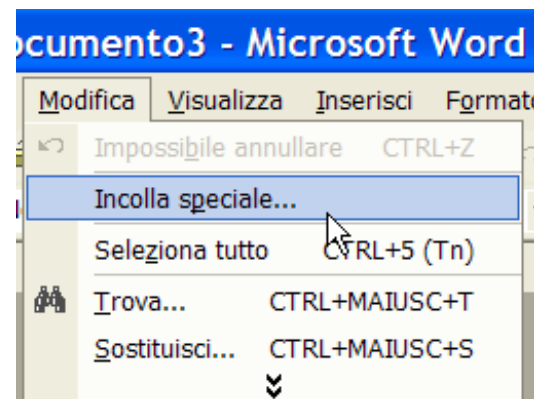 ocumento3 - Microsoft Word
Modifica Visualizza Inserisci Formato
Impossibile annullare CTRL+Z
Incolla speciale...
Seleziona tutto CTRL+5 (Tn)
Trova... CTRL+MAIUSC+T
Sostituisci... CTRL+MAIUSC+S